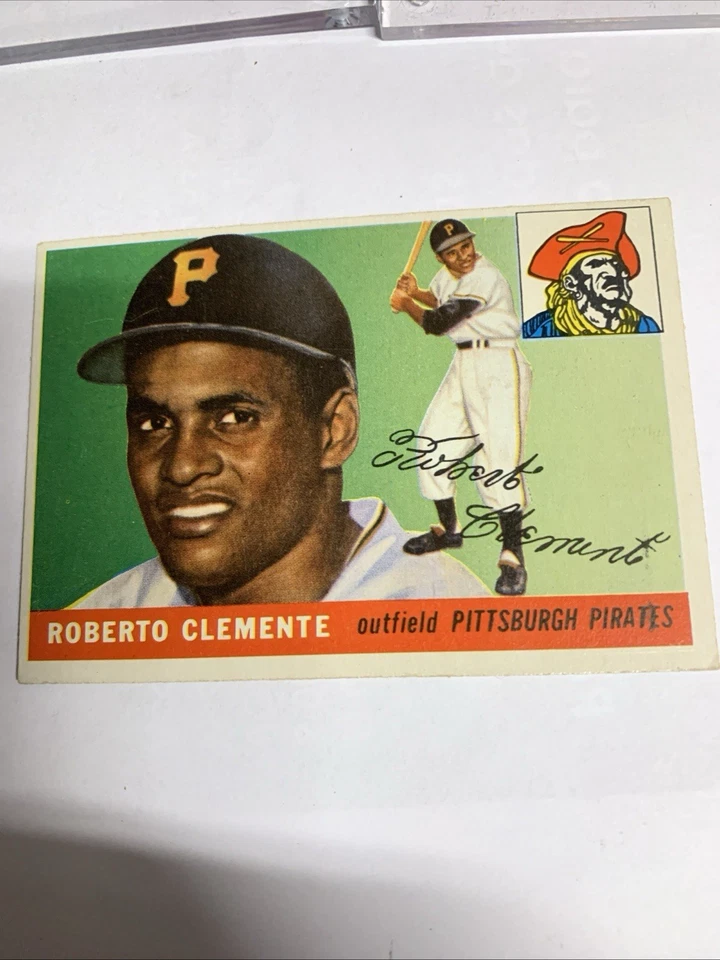 P
P
Roberto
Clemente
ROBERTO CLEMENTE outfield PITTSBURGH PIRATES